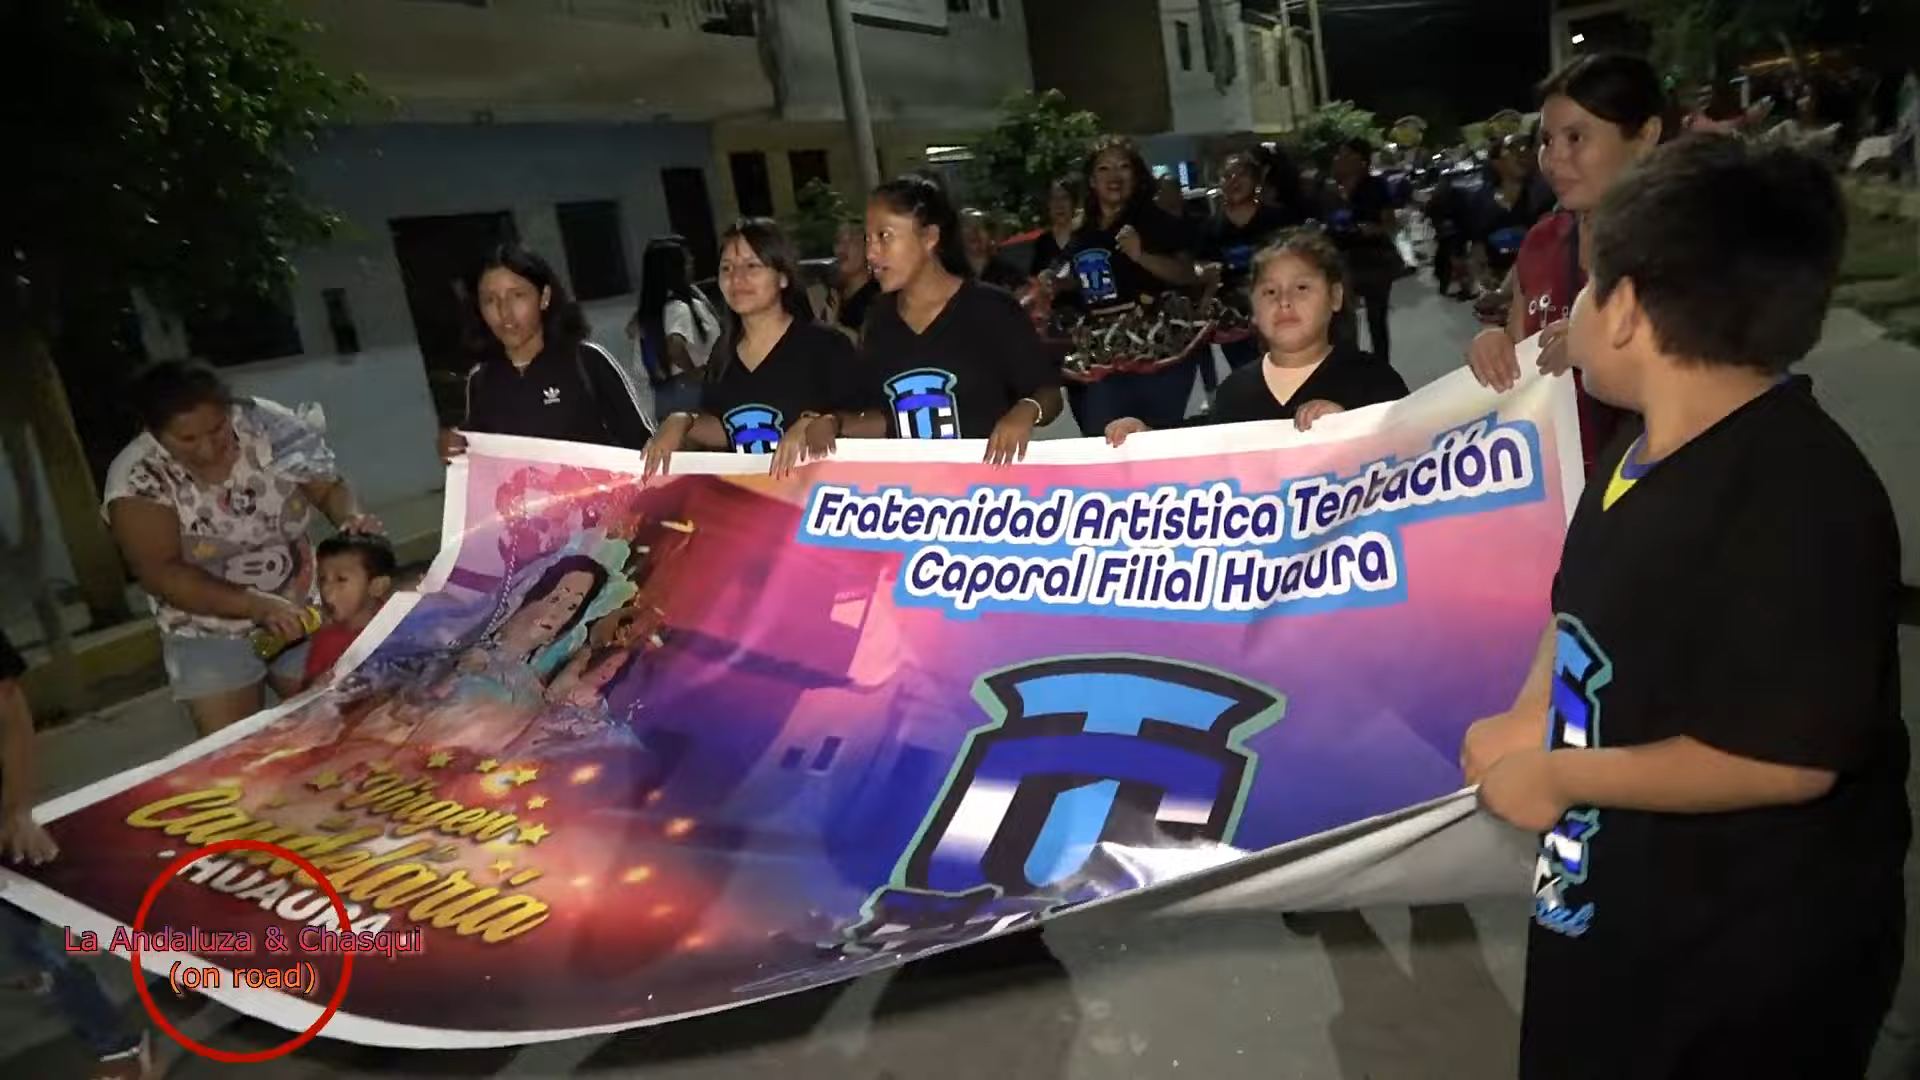 Fraternidad Artística Tentación
Caporal Filial Huaura
Virgen
Candelaria
HUAURA
La Andaluza & Chasqui
(on road)